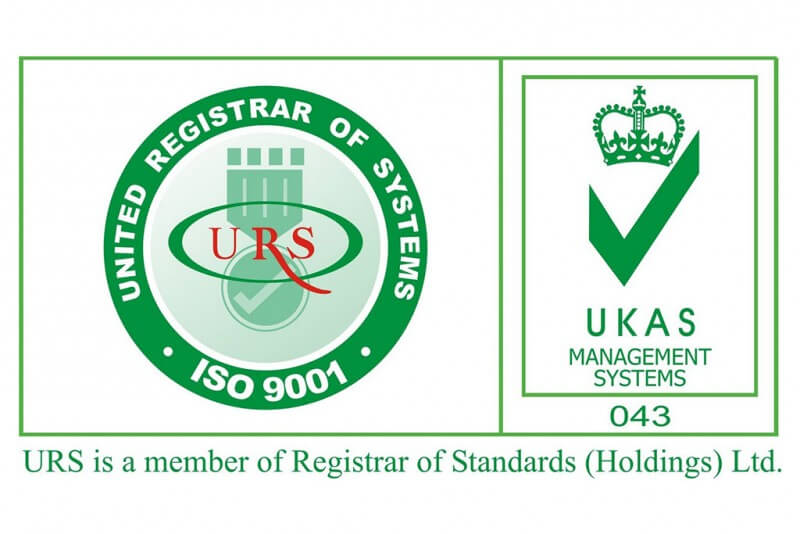 UNITED REGISTRAR OF SYSTEMS
URS
• ISO 9001 •
UKAS
MANAGEMENT
SYSTEMS
043
URS is a member of Registrar of Standards (Holdings) Ltd.